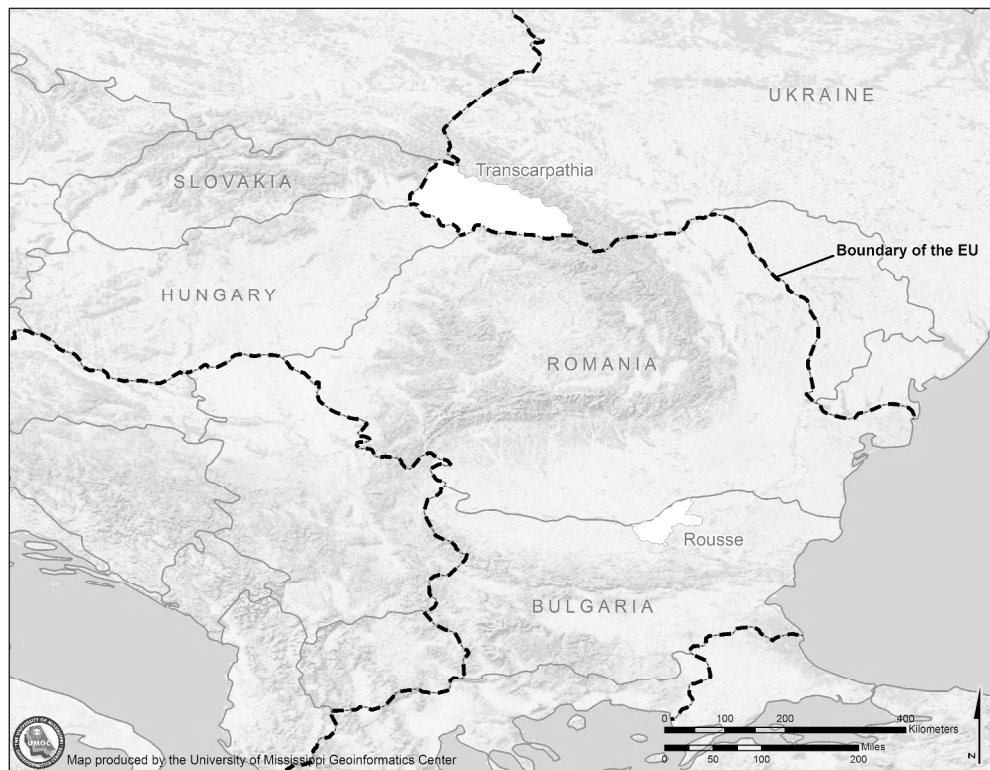 UKRAINE
Transcarpathia
SLOVAKIA
Boundary of the EU
HUNGARY
ROMANIA
Rousse
BULGARIA
0 100 200 400
Kilometers
Miles
0 50 100 200
N
UMGC
Map produced by the University of Mississippi Geoinformatics Center